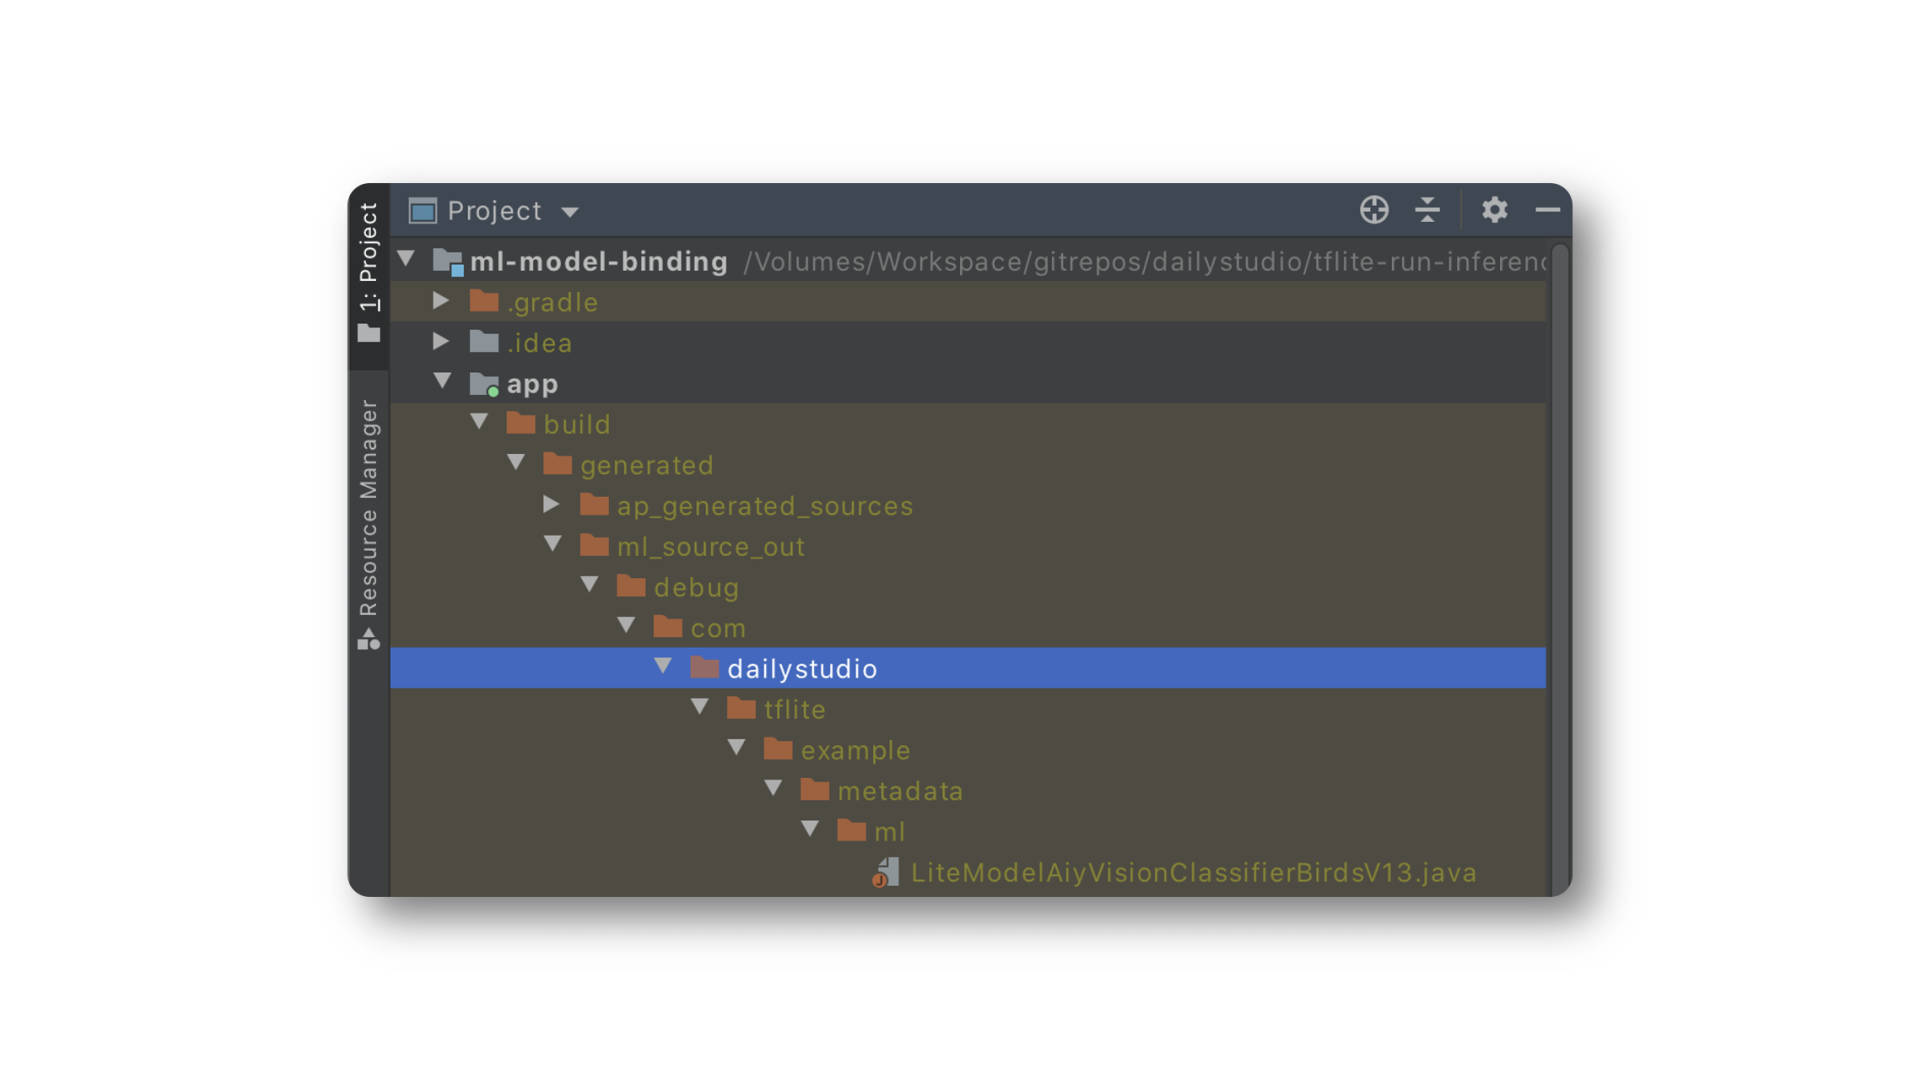 1: Project
Resource Manager
Project
ml-model-binding /Volumes/Workspace/gitrepos/dailystudio/tflite-run-inferenc
.gradle
.idea
app
build
generated
ap_generated_sources
ml_source_out
debug
com
dailystudio
tflite
example
metadata
ml
LiteModelAiyVisionClassifierBirdsV13.java